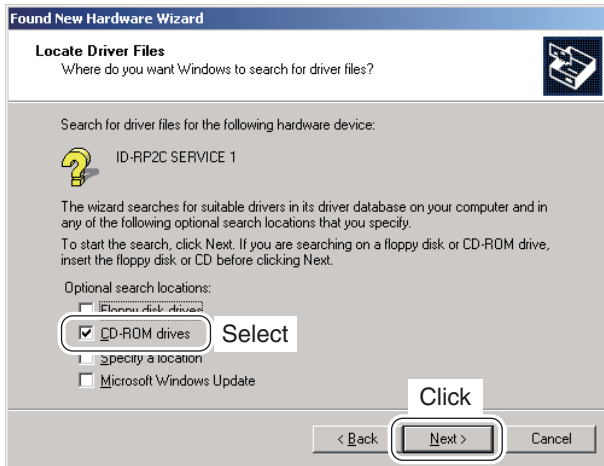 Found New Hardware Wizard
Locate Driver Files
Where do you want Windows to search for driver files?
Search for driver files for the following hardware device:
ID-RP2C SERVICE 1
The wizard searches for suitable drivers in its driver database on your computer and in
any of the following optional search locations that you specify.
To start the search, click Next. If you are searching on a floppy disk or CD-ROM drive,
insert the floppy disk or CD before clicking Next.
Optional search locations:
Floppy disk drives
CD-ROM drives Select
Specify a location
Microsoft Windows Update
Click
< Back Next > Cancel